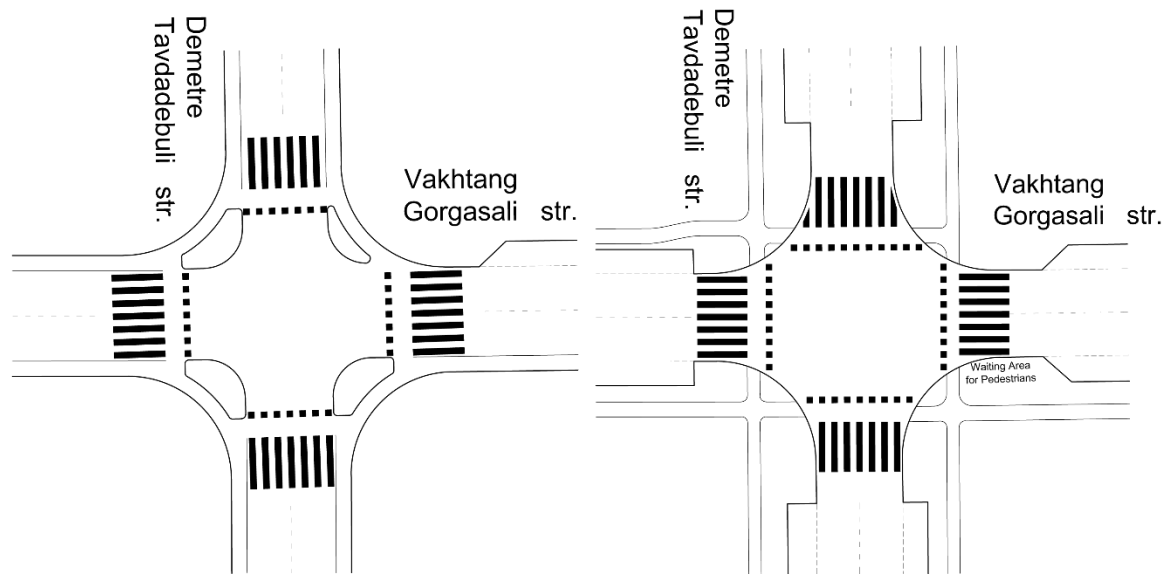 Demetre
Tavdadebuli str.
Vakhtang
Gorgasali str.
Demetre
Tavdadebuli str.
Vakhtang
Gorgasali str.
Waiting Area
for Pedestrians